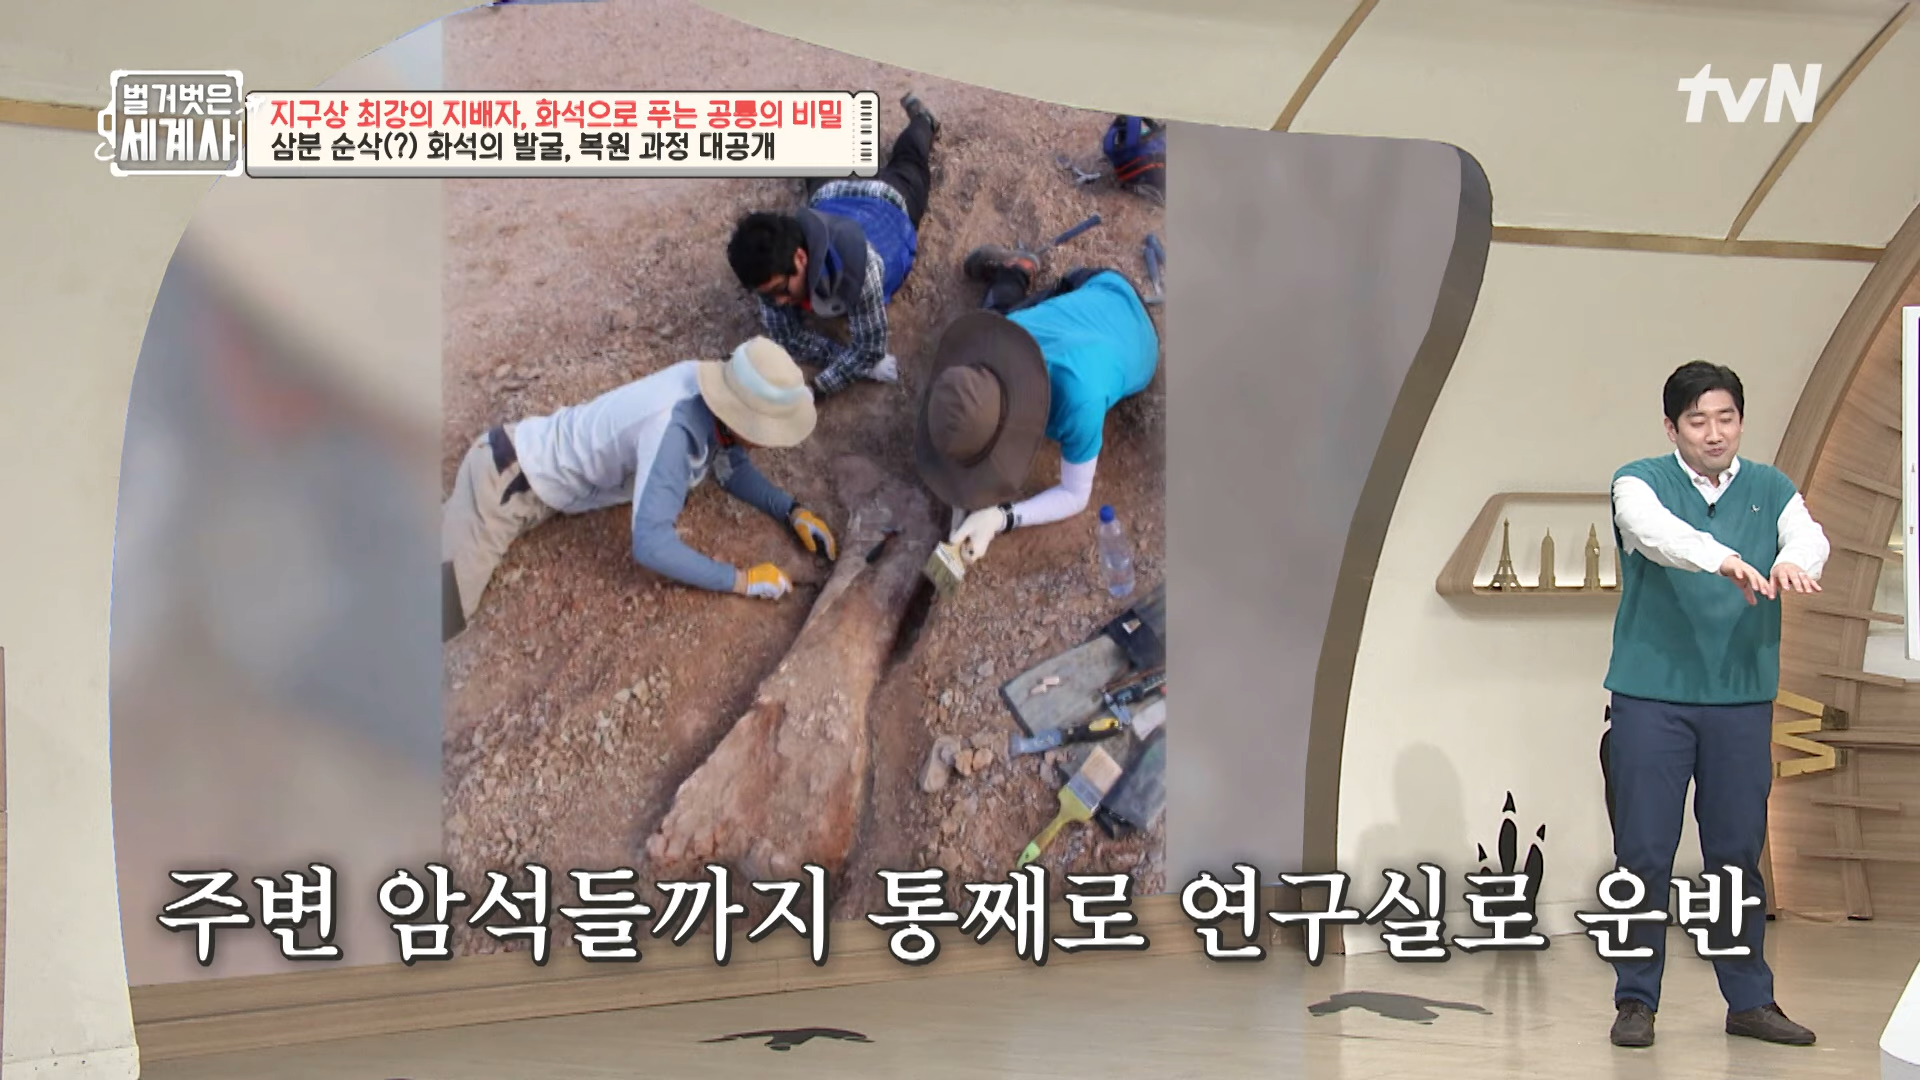 벌거벗은
세계사
지구상 최강의 지배자, 화석으로 푸는 공룡의 비밀
삼분 순삭(?) 화석의 발굴, 복원 과정 대공개
tvN
주변 암석들까지 통째로 연구실로 운반